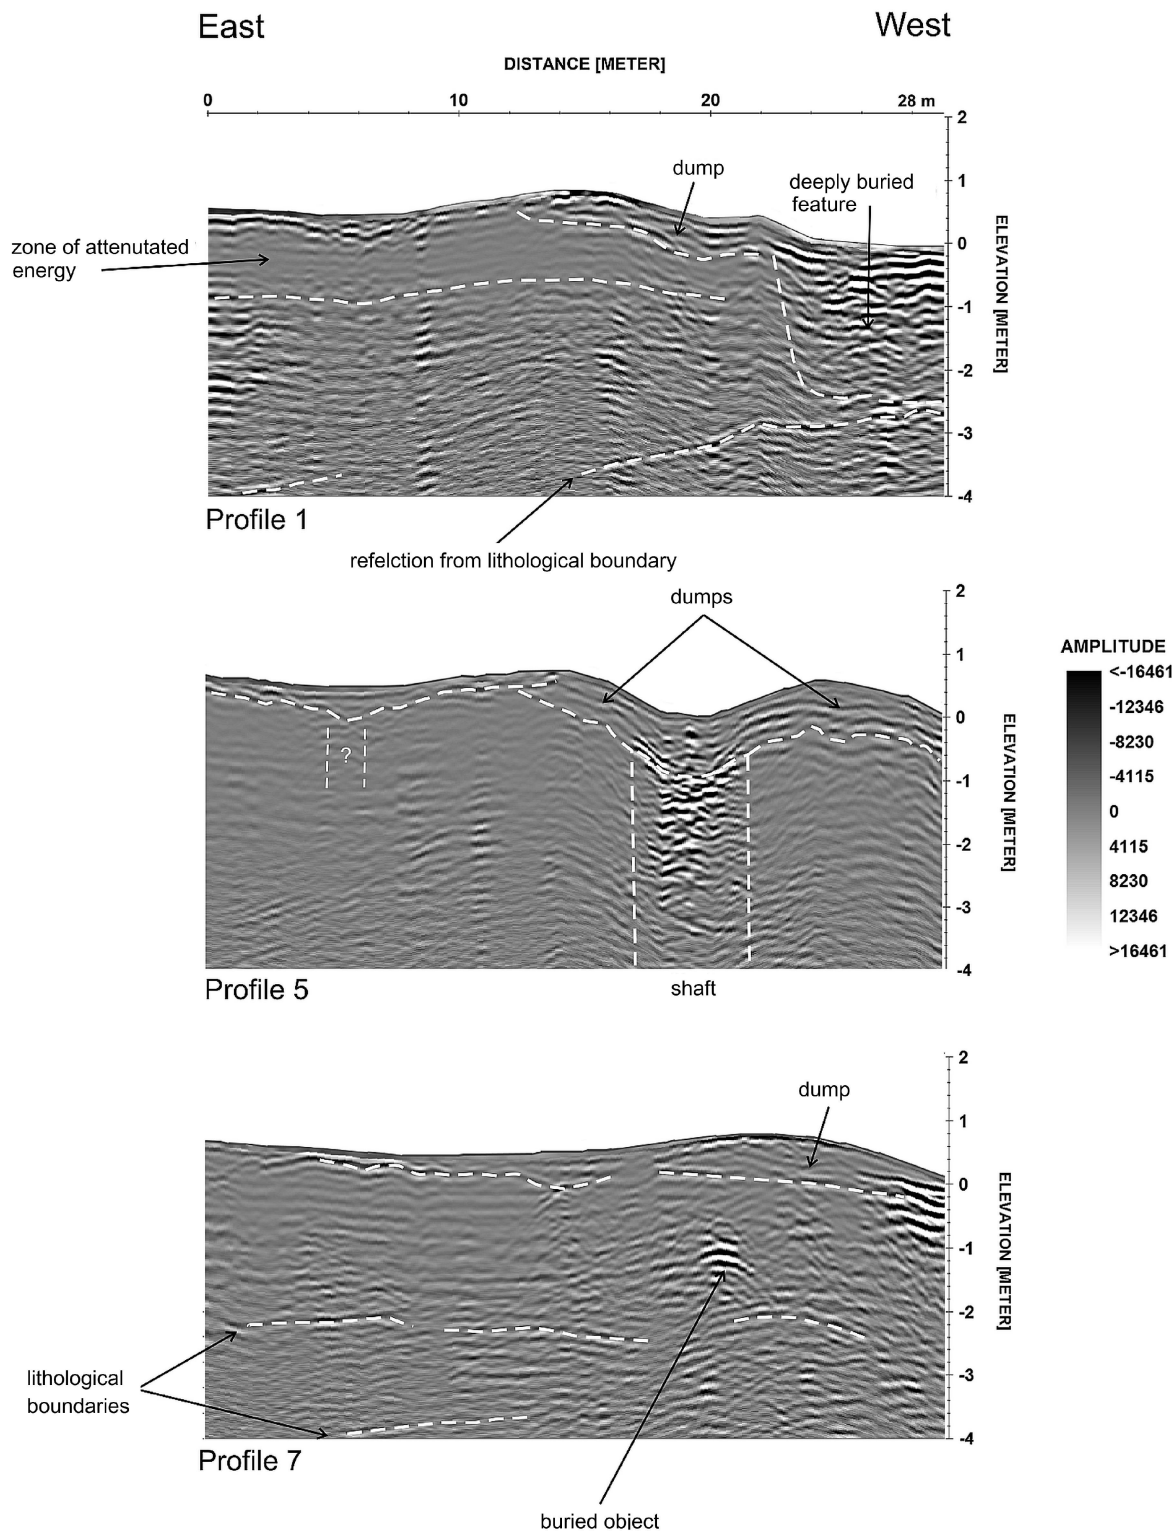 East
West
DISTANCE [METER]
0
10
20
28 m
2
1
0
-1
-2
-3
-4
ELEVATION [METER]
dump
deeply buried
feature
zone of attenutated
energy
Profile 1
refelction from lithological boundary
dumps
2
1
0
-1
-2
-3
-4
ELEVATION [METER]
?
AMPLITUDE
<-16461
-12346
-8230
-4115
0
4115
8230
12346
>16461
Profile 5
shaft
2
1
0
-1
-2
-3
-4
ELEVATION [METER]
dump
lithological
boundaries
Profile 7
buried object